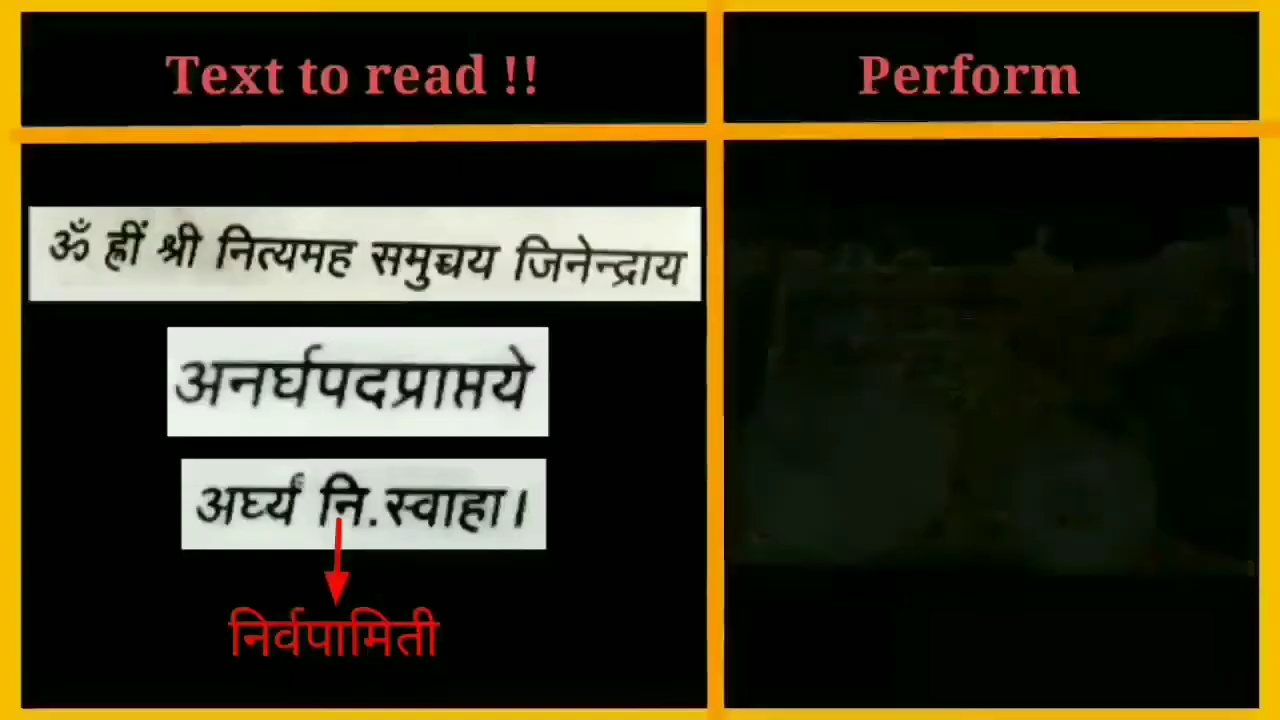 Text to read !!
Perform
ॐ ह्रीं श्री नित्यमह समुच्चय जिनेन्द्राय
अनर्घपदप्राप्तये
अर्घ्यं नि.स्वाहा।
निर्वपामिती